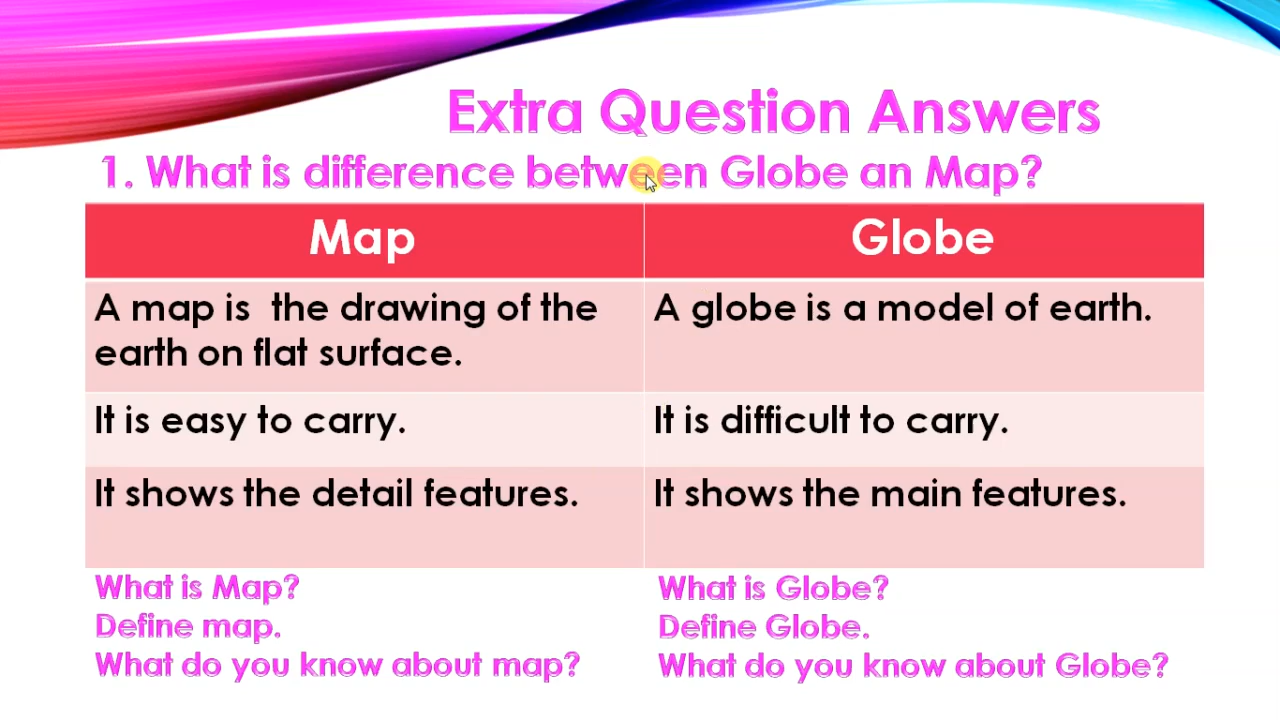 Extra Question Answers
1. What is difference between Globe an Map?
Map
Globe
A map is the drawing of the
earth on flat surface.
A globe is a model of earth.
It is easy to carry.
It is difficult to carry.
It shows the detail features.
It shows the main features.
What is Map?
Define map.
What do you know about map?
What is Globe?
Define Globe.
What do you know about Globe?